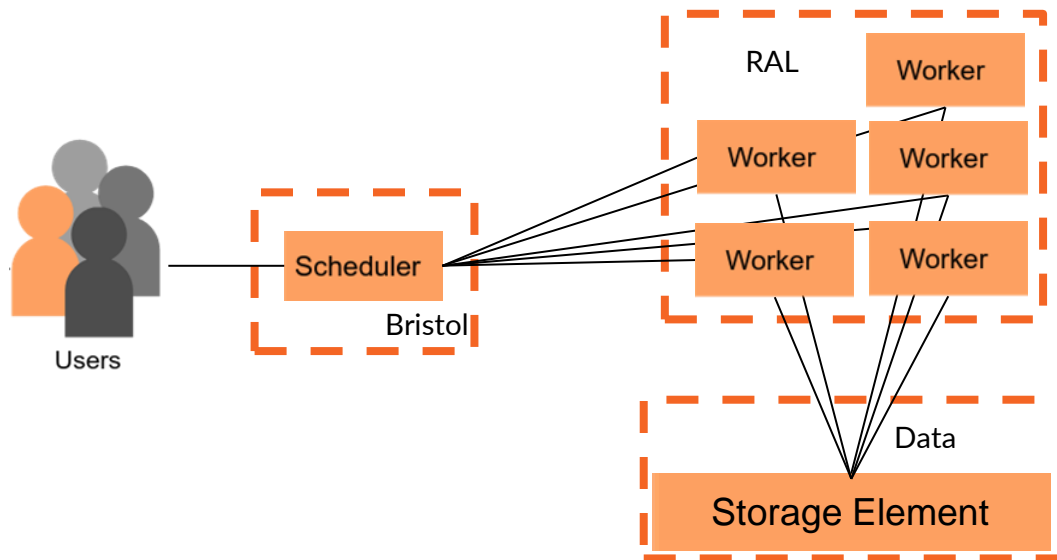 RAL
Worker
Worker
Worker
Scheduler
Worker
Worker
Bristol
Users
Data
Storage Element